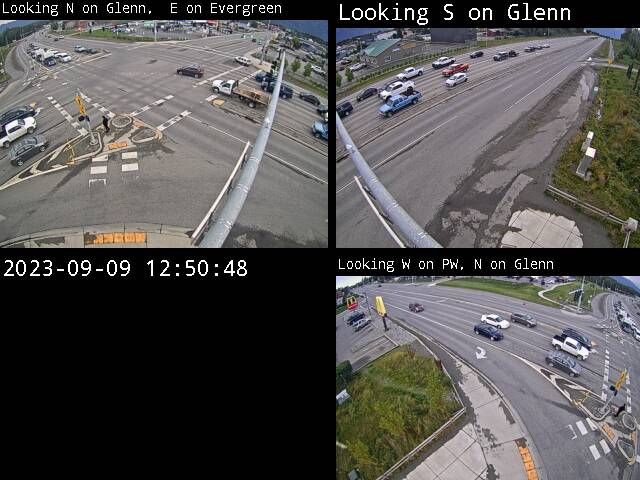 Looking N on Glenn, E on Evergreen
Looking S on Glenn
2023-09-09 12:50:48
Looking W on PW, N on Glenn